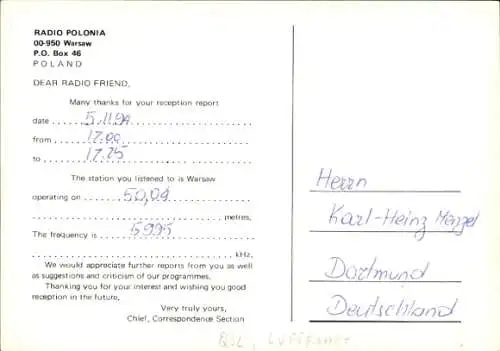 RADIO POLONIA
00-950 Warsaw
P.O. Box 46
POLAND
DEAR RADIO FRIEND,
Many thanks for your reception report
date 5.11.94
from 17.00
to 17.25
The station you listened to is Warsaw
operating on 50,04
metres.
The frequency is 5995
kHz.
We would appreciate further reports from you as well
as suggestions and criticism of our programmes.
Thanking you for your interest and wishing you good
reception in the future,
Very truly yours,
Chief, Correspondence Section
Herrn
Karl-Heinz Menzel
Dortmund
Deutschland
QSL,